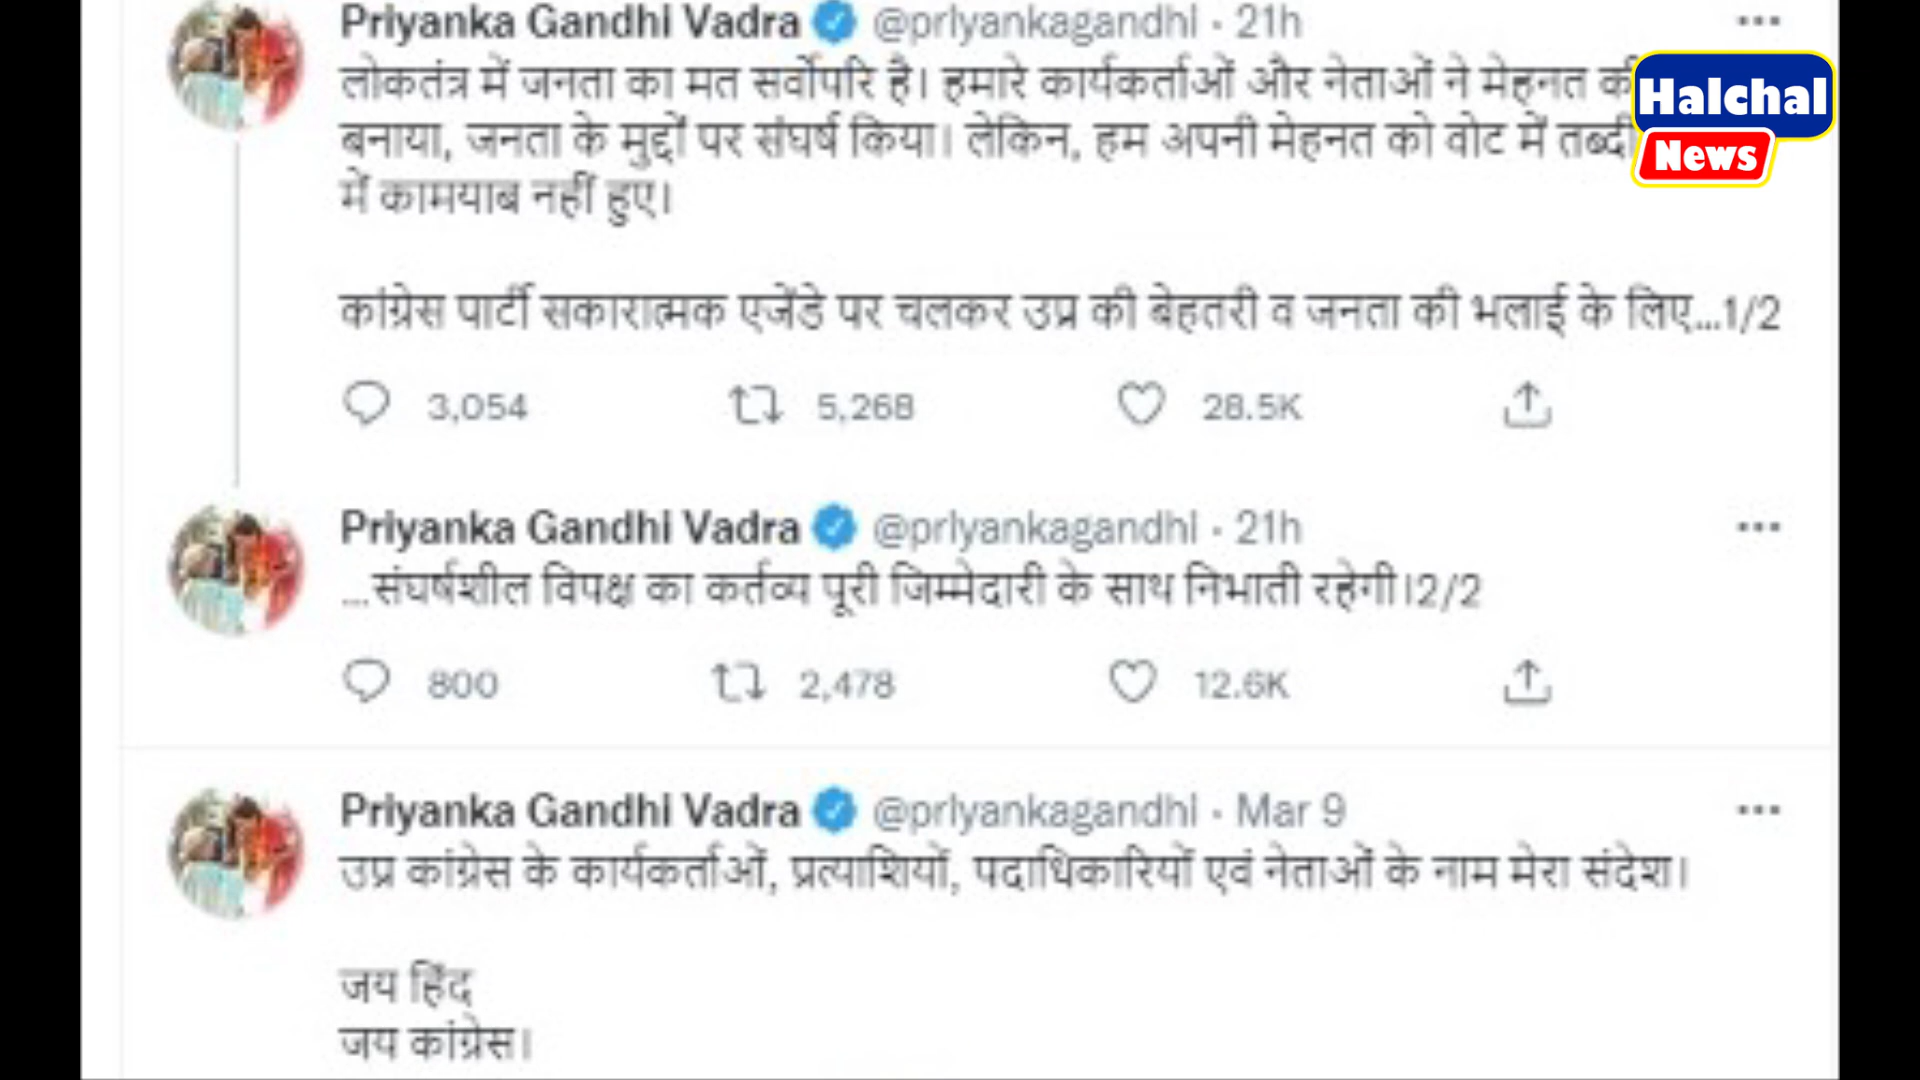 Priyanka Gandhi Vadra @priyankagandhi · 21h
लोकतंत्र में जनता का मत सर्वोपरि है। हमारे कार्यकर्ताओं और नेताओं ने मेहनत की
बनाया, जनता के मुद्दों पर संघर्ष किया। लेकिन, हम अपनी मेहनत को वोट में
में कामयाब नहीं हुए।
कांग्रेस पार्टी सकारात्मक एजेंडे पर चलकर उप्र की बेहतरी व जनता की भलाई के लिए...1/2
3,054 5,268 28.5K
Priyanka Gandhi Vadra @priyankagandhi · 21h
...संघर्षशील विपक्ष का कर्तव्य पूरी जिम्मेदारी के साथ निभाती रहेगी।2/2
800 2,478 12.6K
Priyanka Gandhi Vadra @priyankagandhi · Mar 9
उप्र कांग्रेस के कार्यकर्ताओं, प्रत्याशियों, पदाधिकारियों एवं नेताओं के नाम मेरा संदेश।
जय हिंद
जय कांग्रेस।
Halchal
News